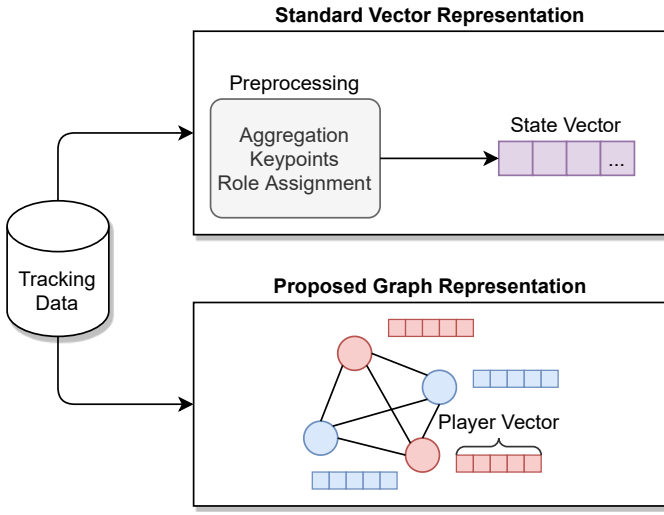 Standard Vector Representation
Preprocessing
Aggregation
Keypoints
Role Assignment
State Vector
...
Tracking
Data
Proposed Graph Representation
Player Vector